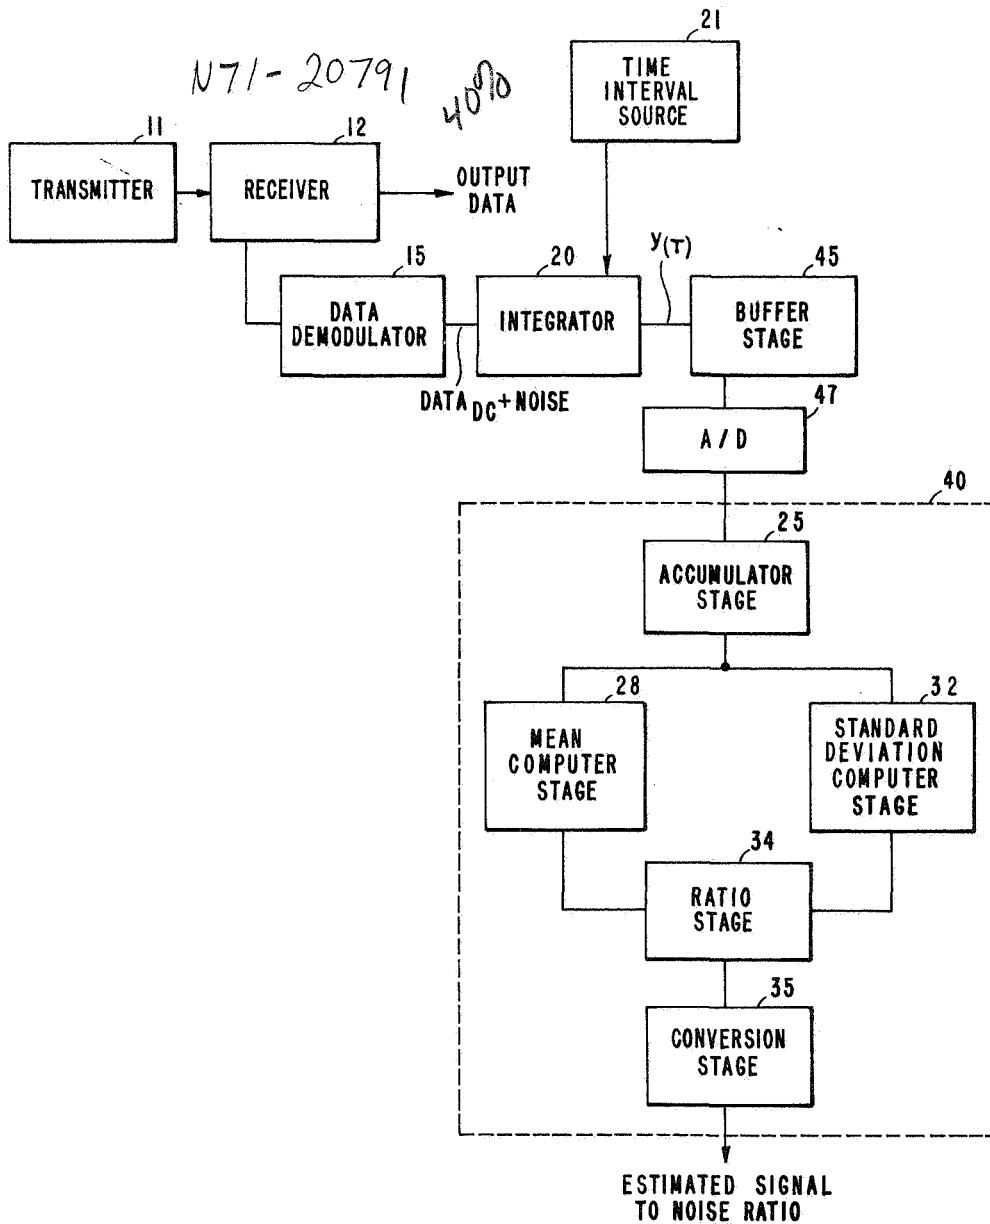 N71-20791
40%
21
TIME
INTERVAL
SOURCE
11
TRANSMITTER
12
RECEIVER
OUTPUT
DATA
15
DATA
DEMODULATOR
20
INTEGRATOR
Y(T)
45
BUFFER
STAGE
DATA DC + NOISE
47
A/D
40
25
ACCUMULATOR
STAGE
28
MEAN
COMPUTER
STAGE
32
STANDARD
DEVIATION
COMPUTER
STAGE
34
RATIO
STAGE
35
CONVERSION
STAGE
ESTIMATED SIGNAL
TO NOISE RATIO